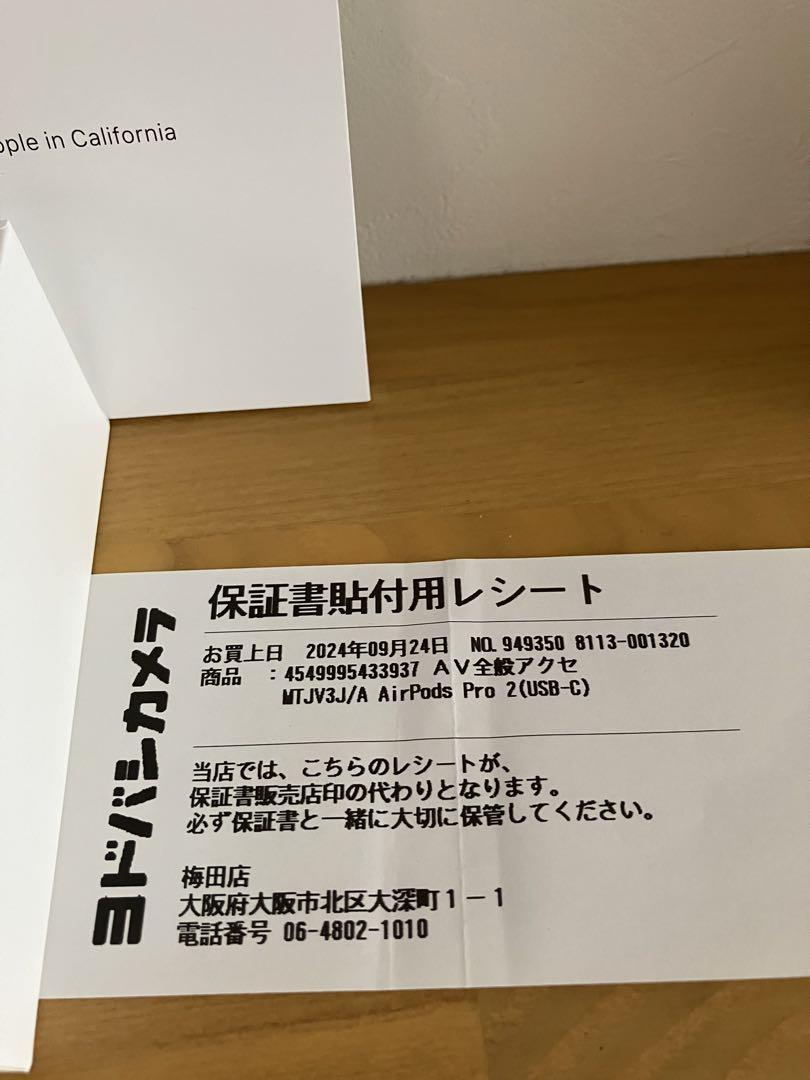 pple in California
保証書貼付用レシート
お買上日 2024年09月24日 NO. 949350 8113-001320
商品 :4549995433937 AV全般アクセ
MTJV3J/A AirPods Pro 2(USB-C)
当店では、こちらのレシートが、
保証書販売店印の代わりとなります。
必ず保証書と一緒に大切に保管してください。
梅田店
大阪府大阪市北区大深町1-1
電話番号 06-4802-1010
ヨドバシカメラ